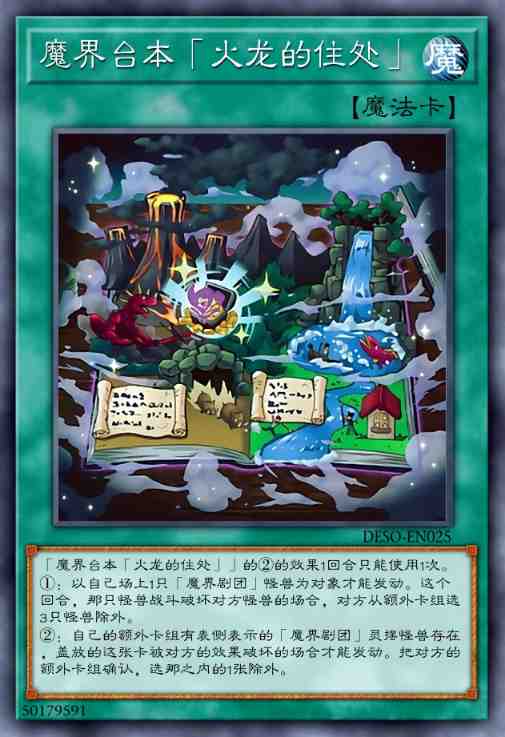 魔界台本「火龙的住处」
魔
【魔法卡】
DESO-EN025
「魔界台本「火龙的住处」」的②的效果1回合只能使用1次。
①：以自己场上1只「魔界剧团」怪兽为对象才能发动。这个
回合，那只怪兽战斗破坏对方怪兽的场合，对方从额外卡组选
3只怪兽除外。
②：自己的额外卡组有表侧表示的「魔界剧团」灵摆怪兽存在
，盖放的这张卡被对方的效果破坏的场合才能发动。把对方的
额外卡组确认，选那之内的1张除外。
50179591